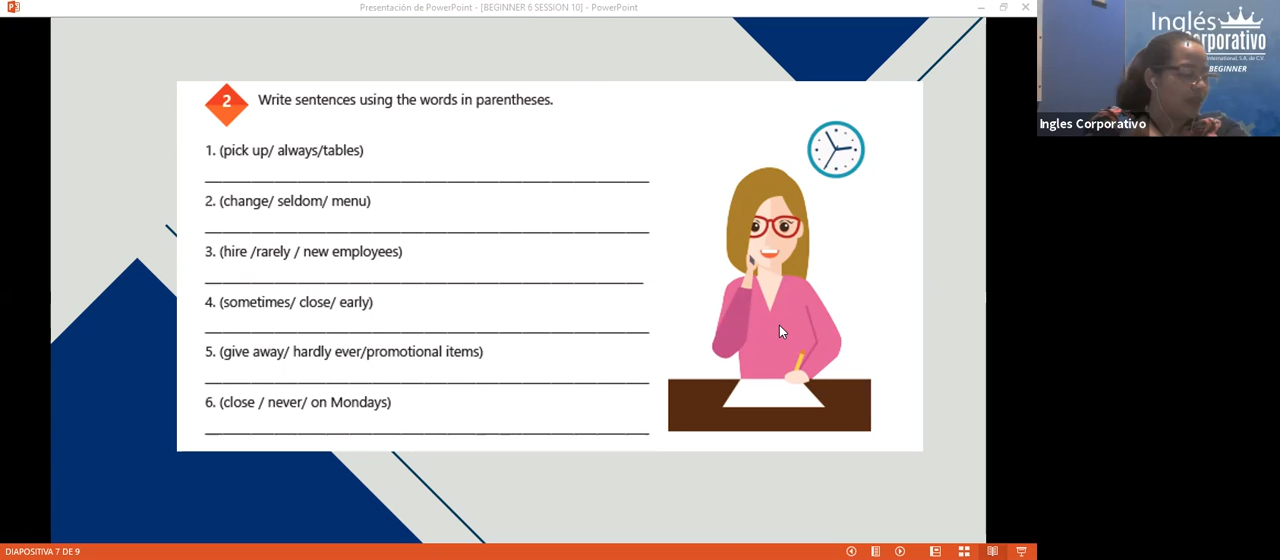 Presentación de PowerPoint - [BEGINNER 6 SESSION 10] - PowerPoint
Inglés
Corporativo
International, S.A. de C.V.
BEGINNER
Ingles Corporativo
2 Write sentences using the words in parentheses.
1. (pick up/ always/tables)
2. (change/ seldom/ menu)
3. (hire /rarely / new employees)
4. (sometimes/ close/ early)
5. (give away/ hardly ever/promotional items)
6. (close / never/ on Mondays)
DIAPOSITIVA 7 DE 9